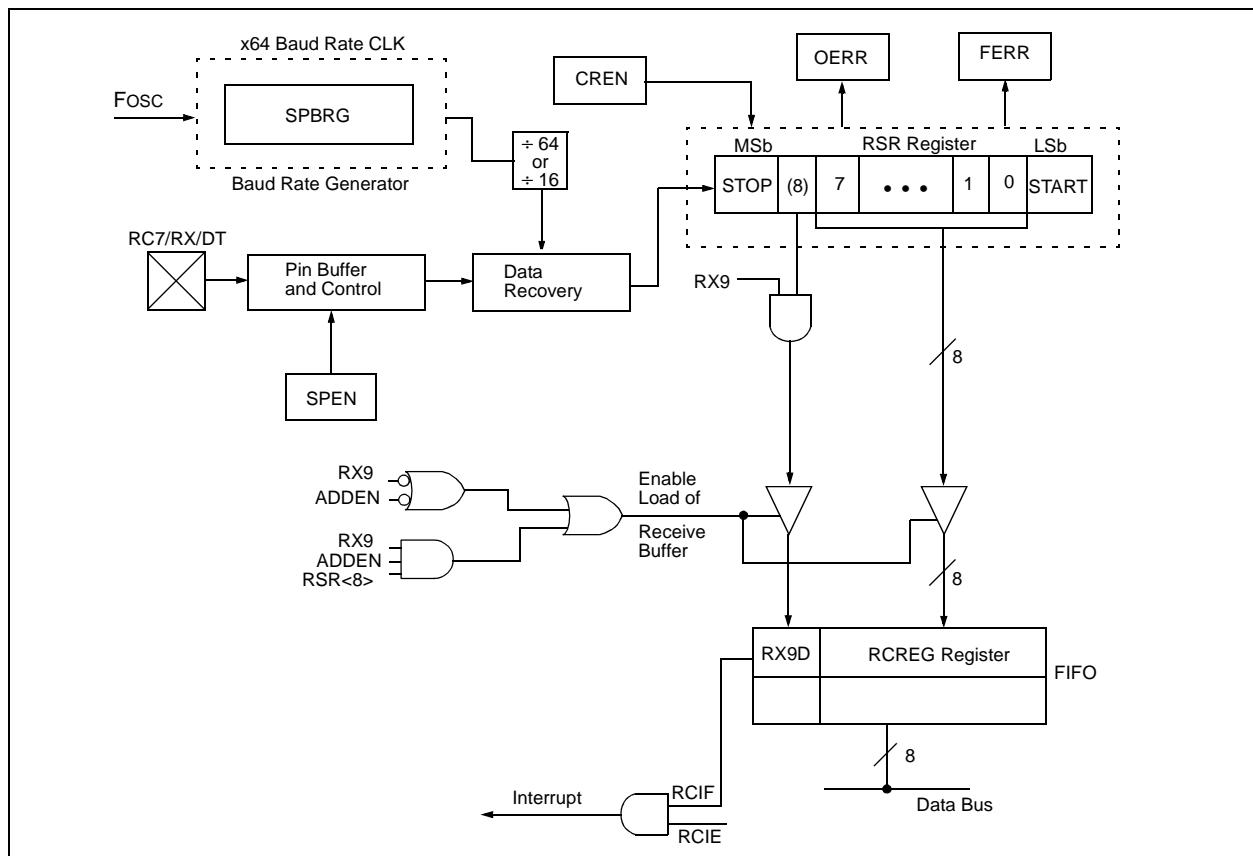 x64 Baud Rate CLK
FOSC
SPBRG
Baud Rate Generator
÷ 64
or
÷ 16
CREN
OERR
FERR
MSb
RSR Register
LSb
STOP (8) 7 • • • 1 0 START
RC7/RX/DT
Pin Buffer
and Control
Data
Recovery
SPEN
RX9
8
RX9
ADDEN
RX9
ADDEN
RSR<8>
Enable
Load of
Receive
Buffer
8
RX9D
RCREG Register
FIFO
8
Data Bus
Interrupt
RCIF
RCIE